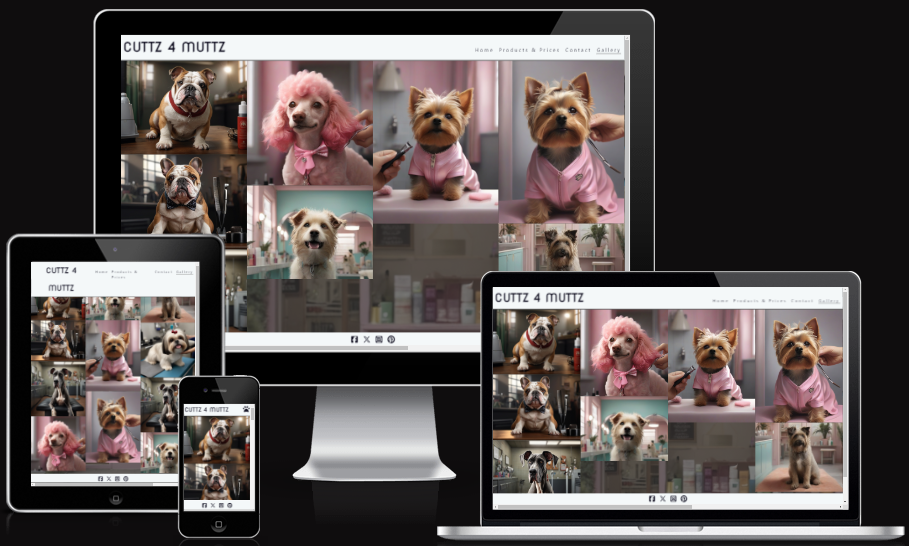 CUTTZ 4 MUTTZ
Home Products & Prices Contact Gallery
CUTTZ 4
MUTTZ
Home Products & Prices
Contact Gallery
CUTTZ 4 MUTTZ
CUTTZ 4 MUTTZ
Home Products & Prices Contact Gallery